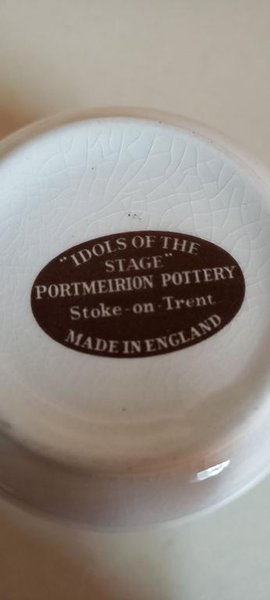 "IDOLS OF THE
STAGE"
PORTMEIRION POTTERY
Stoke-on-Trent
MADE IN ENGLAND